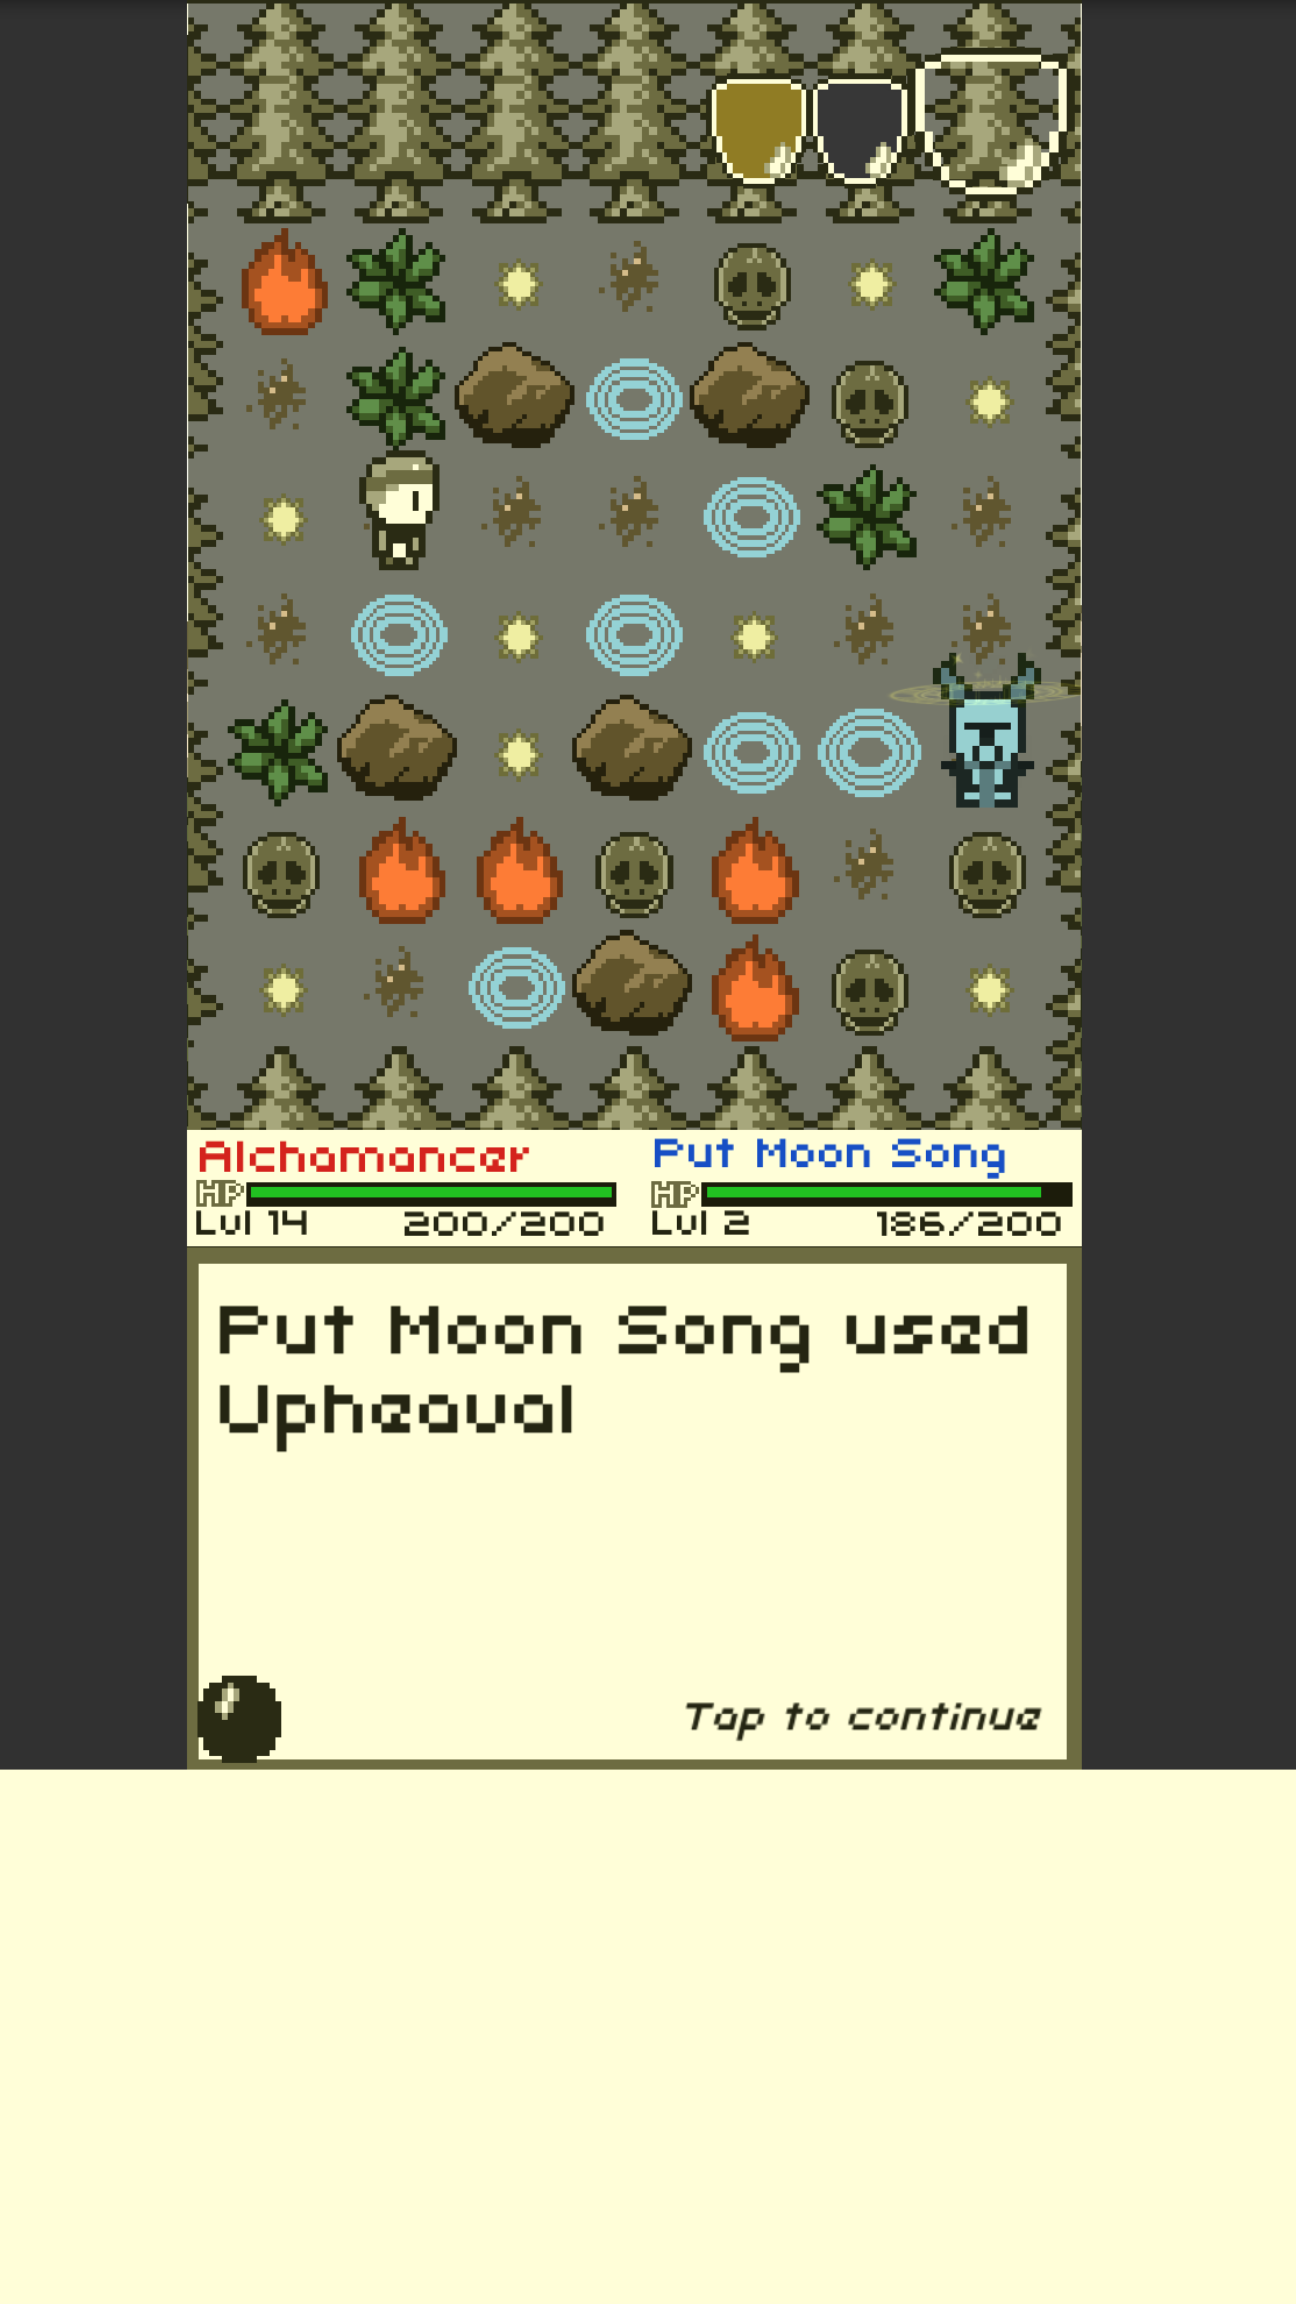 Alchamancer
Put Moon Song
HP
HP
Lvl 14
200/200
Lvl 2
186/200
Put Moon Song used
Upheaval
Tap to continue